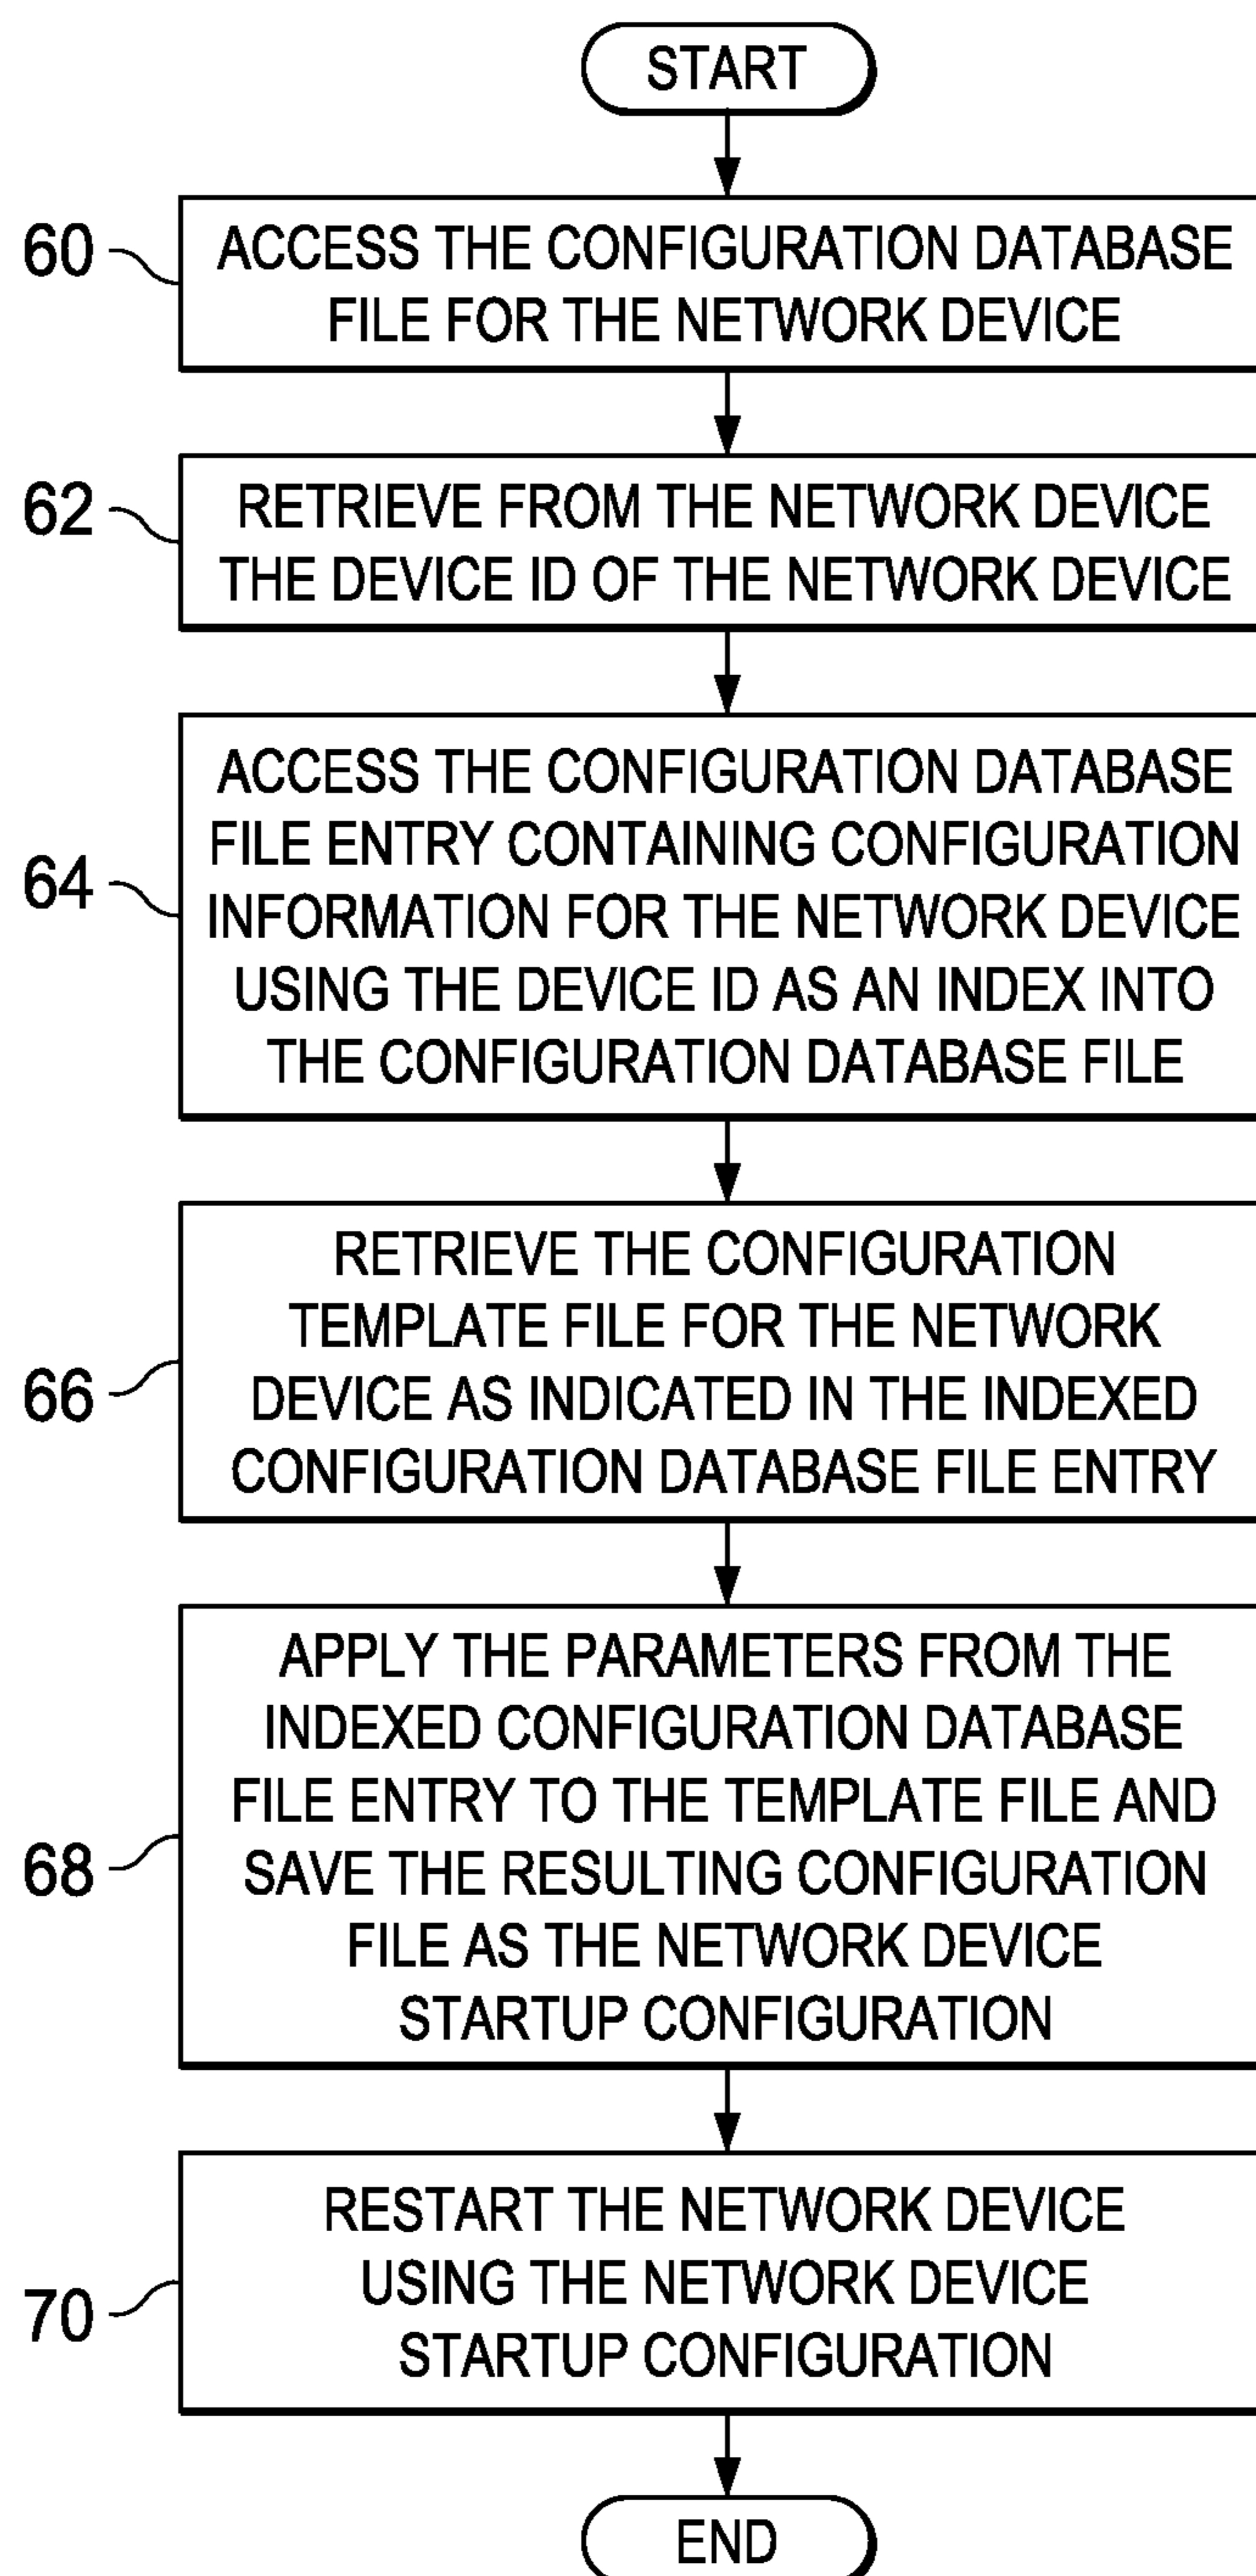 START
60
ACCESS THE CONFIGURATION DATABASE
FILE FOR THE NETWORK DEVICE
62
RETRIEVE FROM THE NETWORK DEVICE
THE DEVICE ID OF THE NETWORK DEVICE
64
ACCESS THE CONFIGURATION DATABASE
FILE ENTRY CONTAINING CONFIGURATION
INFORMATION FOR THE NETWORK DEVICE
USING THE DEVICE ID AS AN INDEX INTO
THE CONFIGURATION DATABASE FILE
66
RETRIEVE THE CONFIGURATION
TEMPLATE FILE FOR THE NETWORK
DEVICE AS INDICATED IN THE INDEXED
CONFIGURATION DATABASE FILE ENTRY
68
APPLY THE PARAMETERS FROM THE
INDEXED CONFIGURATION DATABASE
FILE ENTRY TO THE TEMPLATE FILE AND
SAVE THE RESULTING CONFIGURATION
FILE AS THE NETWORK DEVICE
STARTUP CONFIGURATION
70
RESTART THE NETWORK DEVICE
USING THE NETWORK DEVICE
STARTUP CONFIGURATION
END